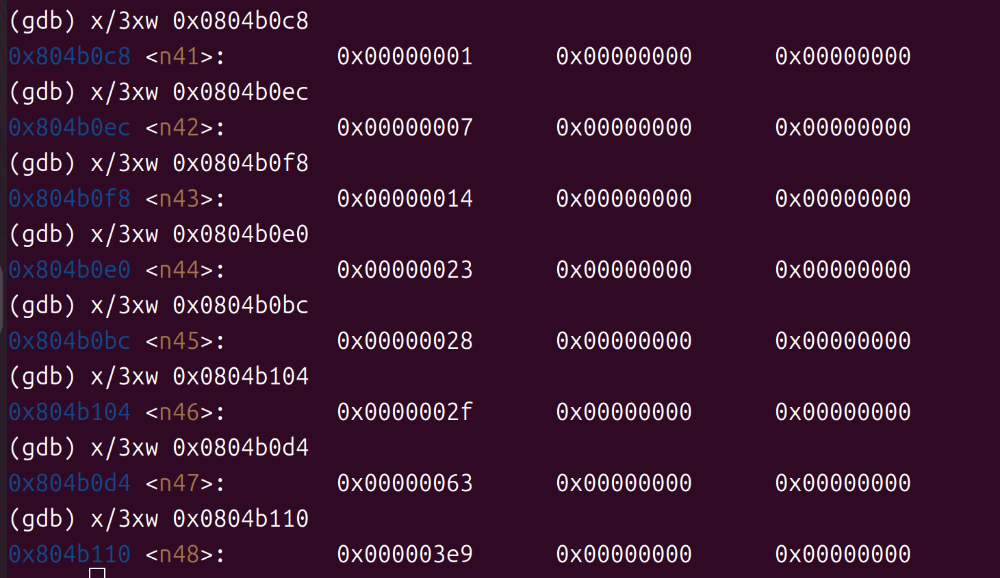 (gdb) x/3xw 0x0804b0c8
0x804b0c8 <n41>: 0x00000001 0x00000000 0x00000000
(gdb) x/3xw 0x0804b0ec
0x804b0ec <n42>: 0x00000007 0x00000000 0x00000000
(gdb) x/3xw 0x0804b0f8
0x804b0f8 <n43>: 0x00000014 0x00000000 0x00000000
(gdb) x/3xw 0x0804b0e0
0x804b0e0 <n44>: 0x00000023 0x00000000 0x00000000
(gdb) x/3xw 0x0804b0bc
0x804b0bc <n45>: 0x00000028 0x00000000 0x00000000
(gdb) x/3xw 0x0804b104
0x804b104 <n46>: 0x0000002f 0x00000000 0x00000000
(gdb) x/3xw 0x0804b0d4
0x804b0d4 <n47>: 0x00000063 0x00000000 0x00000000
(gdb) x/3xw 0x0804b110
0x804b110 <n48>: 0x000003e9 0x00000000 0x00000000